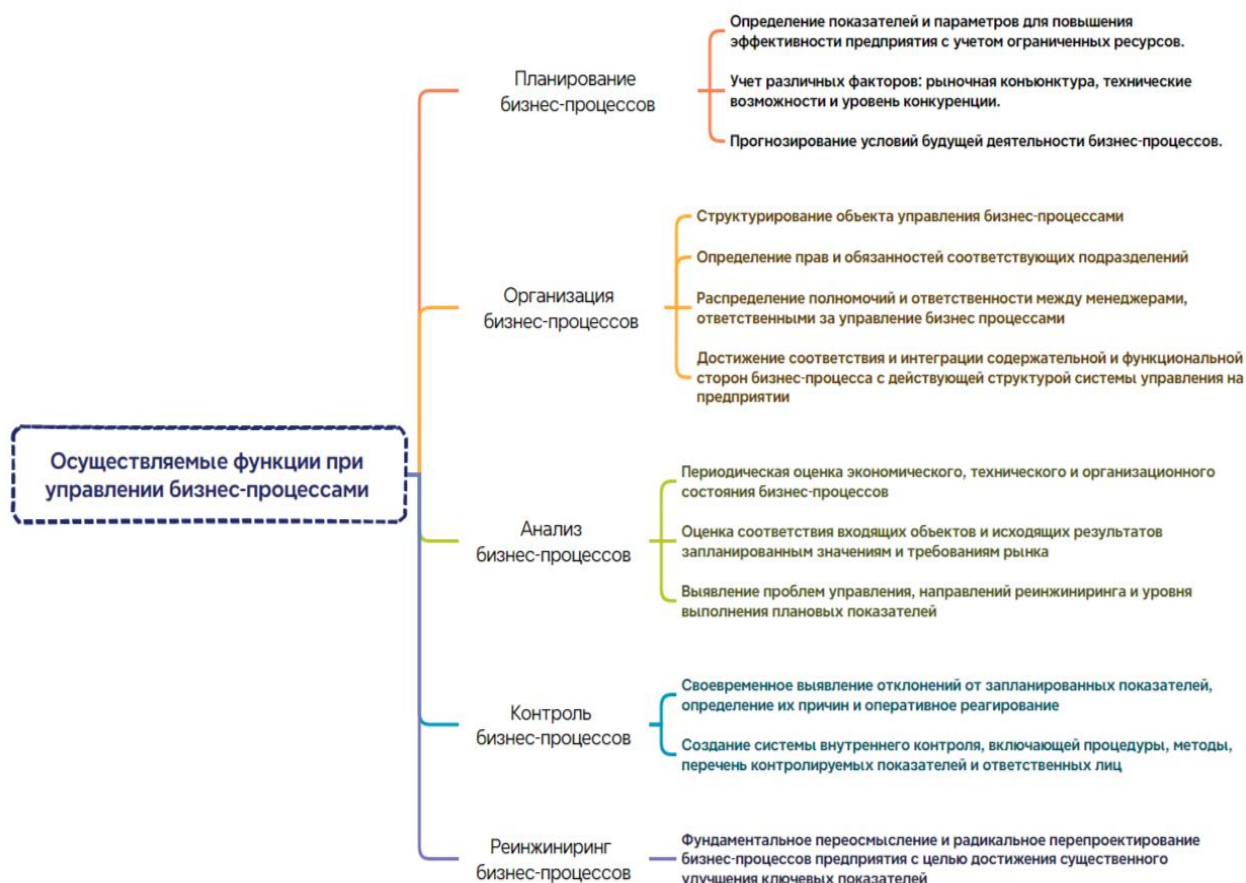 Осуществляемые функции при
управлении бизнес-процессами
Планирование
бизнес-процессов
Определение показателей и параметров для повышения
эффективности предприятия с учетом ограниченных ресурсов.
Учет различных факторов: рыночная конъюнктура, технические
возможности и уровень конкуренции.
Прогнозирование условий будущей деятельности бизнес-процессов.
Организация
бизнес-процессов
Структурирование объекта управления бизнес-процессами
Определение прав и обязанностей соответствующих подразделений
Распределение полномочий и ответственности между менеджерами,
ответственными за управление бизнес процессами
Достижение соответствия и интеграции содержательной и функциональной
сторон бизнес-процесса с действующей структурой системы управления на
предприятии
Анализ
бизнес-процессов
Периодическая оценка экономического, технического и организационного
состояния бизнес-процессов
Оценка соответствия входящих объектов и исходящих результатов
запланированным значениям и требованиям рынка
Выявление проблем управления, направлений реинжиниринга и уровня
выполнения плановых показателей
Контроль
бизнес-процессов
Своевременное выявление отклонений от запланированных показателей,
определение их причин и оперативное реагирование
Создание системы внутреннего контроля, включающей процедуры, методы,
перечень контролируемых показателей и ответственных лиц
Реинжиниринг
бизнес-процессов
Фундаментальное переосмысление и радикальное перепроектирование
бизнес-процессов предприятия с целью достижения существенного
улучшения ключевых показателей